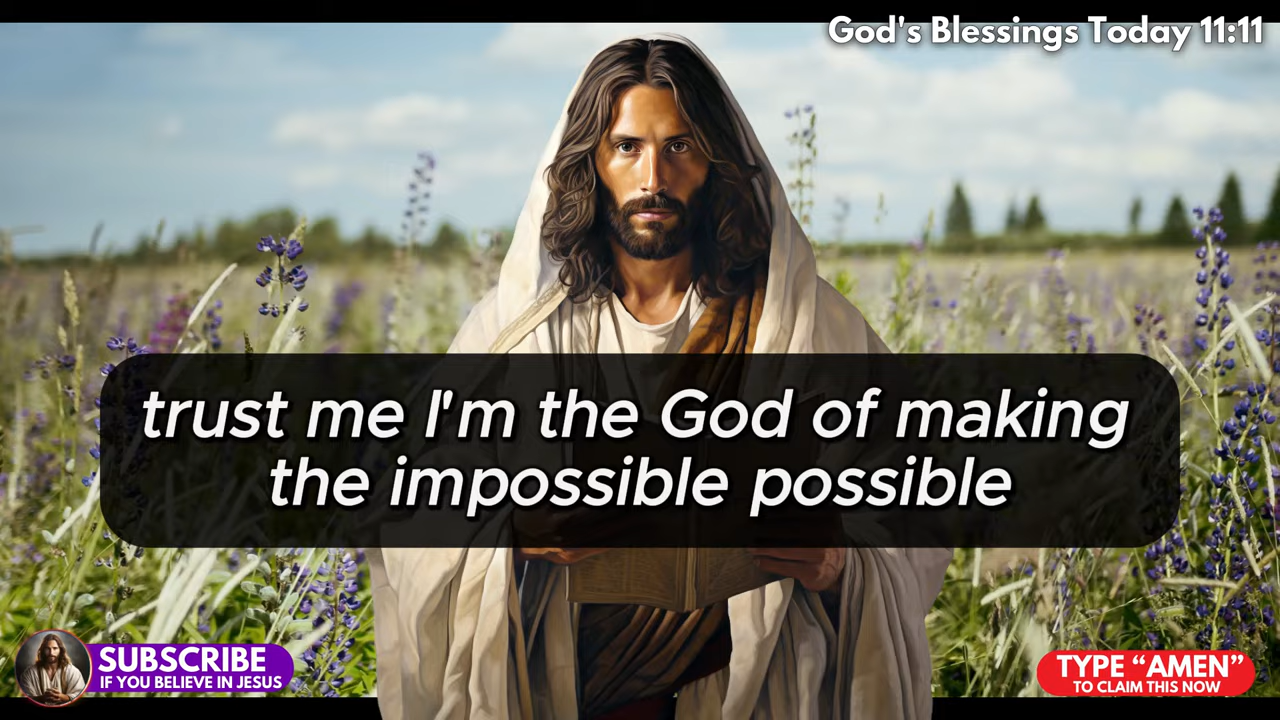 God's Blessings Today 11:11
trust me I'm the God of making
the impossible possible
SUBSCRIBE
IF YOU BELIEVE IN JESUS
TYPE “AMEN”
TO CLAIM THIS NOW